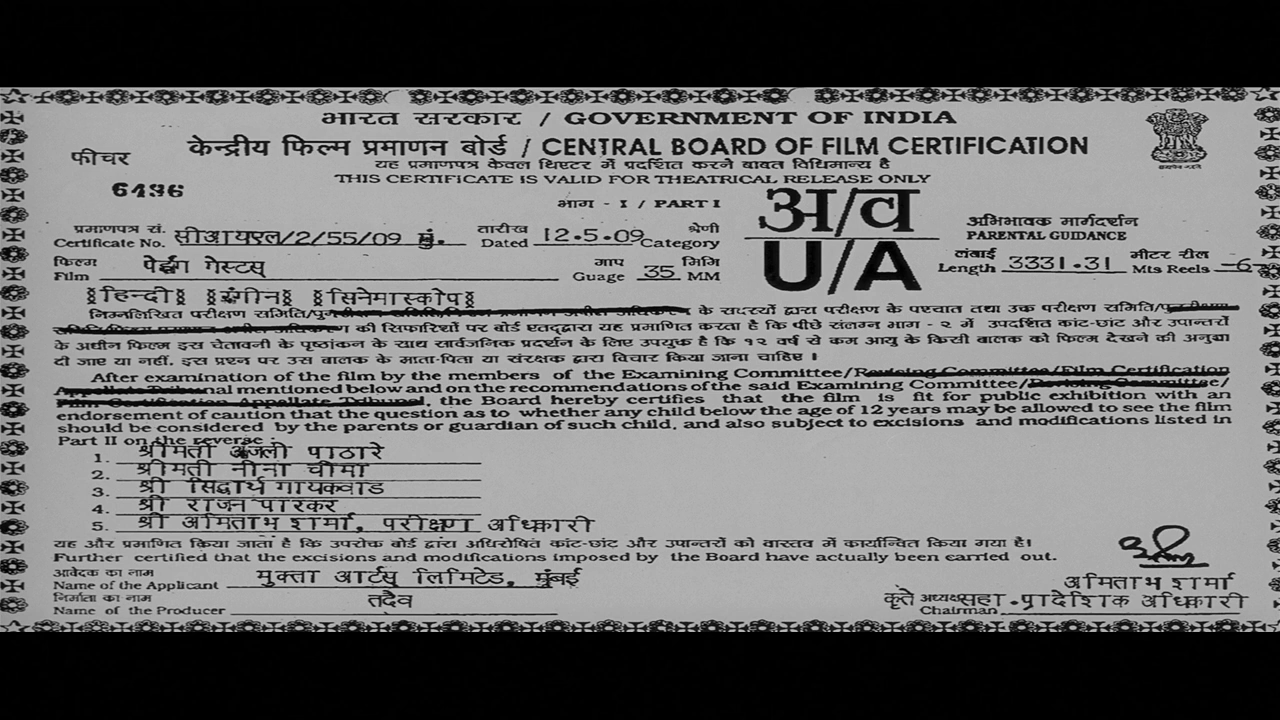 भारत सरकार / GOVERNMENT OF INDIA
केन्द्रीय फिल्म प्रमाणन बोर्ड / CENTRAL BOARD OF FILM CERTIFICATION
फीचर
यह प्रमाणपत्र केवल थिएटर में प्रदर्शित करने बाबत विधिमान्य है
6496
THIS CERTIFICATE IS VALID FOR THEATRICAL RELEASE ONLY
भाग - I / PART I
अ/व
U/A
प्रमाणपत्र सं. तारीख श्रेणी
Certificate No. सीआयएल/2/55/09 मुं. Dated 12.5.09 Category
अभिभावक मार्गदर्शन
PARENTAL GUIDANCE
फिल्म गाप मिमि लंबाई मीटर रील
Film पेईंग गेस्टस् Guage 35 MM Length 3331.31 Mts Reels 6
हिन्दी रंगीन सिनेमास्कोप
निम्नलिखित परीक्षण समिति/ के सदस्यों द्वारा परीक्षण के पश्चात तथा उक्त परीक्षण समिति/
की सिफारिशों पर बोर्ड एतद्द्वारा यह प्रमाणित करता है कि पीछे संलग्न भाग - २ में उपदर्शित कांट-छांट और उपान्तरों
के अधीन फिल्म इस चेतावनी के पृष्ठांकन के साथ सार्वजनिक प्रदर्शन के लिए उपयुक्त है कि १२ वर्ष से कम आयु के किसी बालक को फिल्म देखने की अनुज्ञा
दी जाए या नहीं, इस प्रश्न पर उस बालक के माता-पिता या संरक्षक द्वारा विचार किया जाना चाहिए ।
After examination of the film by the members of the Examining Committee/Revising Committee/Film Certification
Appellate Tribunal mentioned below and on the recommendations of the said Examining Committee/Revising Committee/
Film Certification Appellate Tribunal, the Board hereby certifies that the film is fit for public exhibition with an
endorsement of caution that the question as to whether any child below the age of 12 years may be allowed to see the film
should be considered by the parents or guardian of such child, and also subject to excisions and modifications listed in
Part II on the reverse :
1. श्रीमती अंजली पाठारे
2. श्रीमती नीना चीमा
3. श्री सिद्धार्थ गायकवाड
4. श्री राजन पारकर
5. श्री अमिताभ शर्मा, परीक्षण अधिकारी
यह और प्रमाणित किया जाता है कि उपरोक्त बोर्ड द्वारा अधिरोपित कांट-छांट और उपान्तरों को वास्तव में कार्यान्वित किया गया है।
Further certified that the excisions and modifications imposed by the Board have actually been carried out.
आवेदक का नाम
Name of the Applicant मुक्ता आर्टस् लिमिटेड, मुंबई
अमिताभ शर्मा
निर्माता का नाम
Name of the Producer तदैव
कृते अध्यक्ष सहा. प्रादेशिक अधिकारी
Chairman